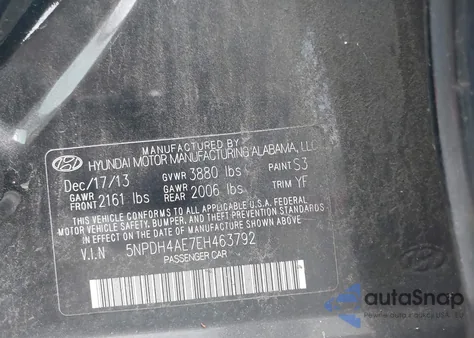 MANUFACTURED BY
HYUNDAI MOTOR MANUFACTURING ALABAMA, LLC
Dec/17/13 GVWR 3880 lbs PAINT S3
GAWR FRONT 2161 lbs GAWR REAR 2006 lbs TRIM YF
THIS VEHICLE CONFORMS TO ALL APPLICABLE U.S.A. FEDERAL
MOTOR VEHICLE SAFETY, BUMPER, AND THEFT PREVENTION STANDARDS
IN EFFECT ON THE DATE OF MANUFACTURE SHOWN ABOVE.
V.I.N 5NPDH4AE7EH463792
PASSENGER CAR
autoSnap